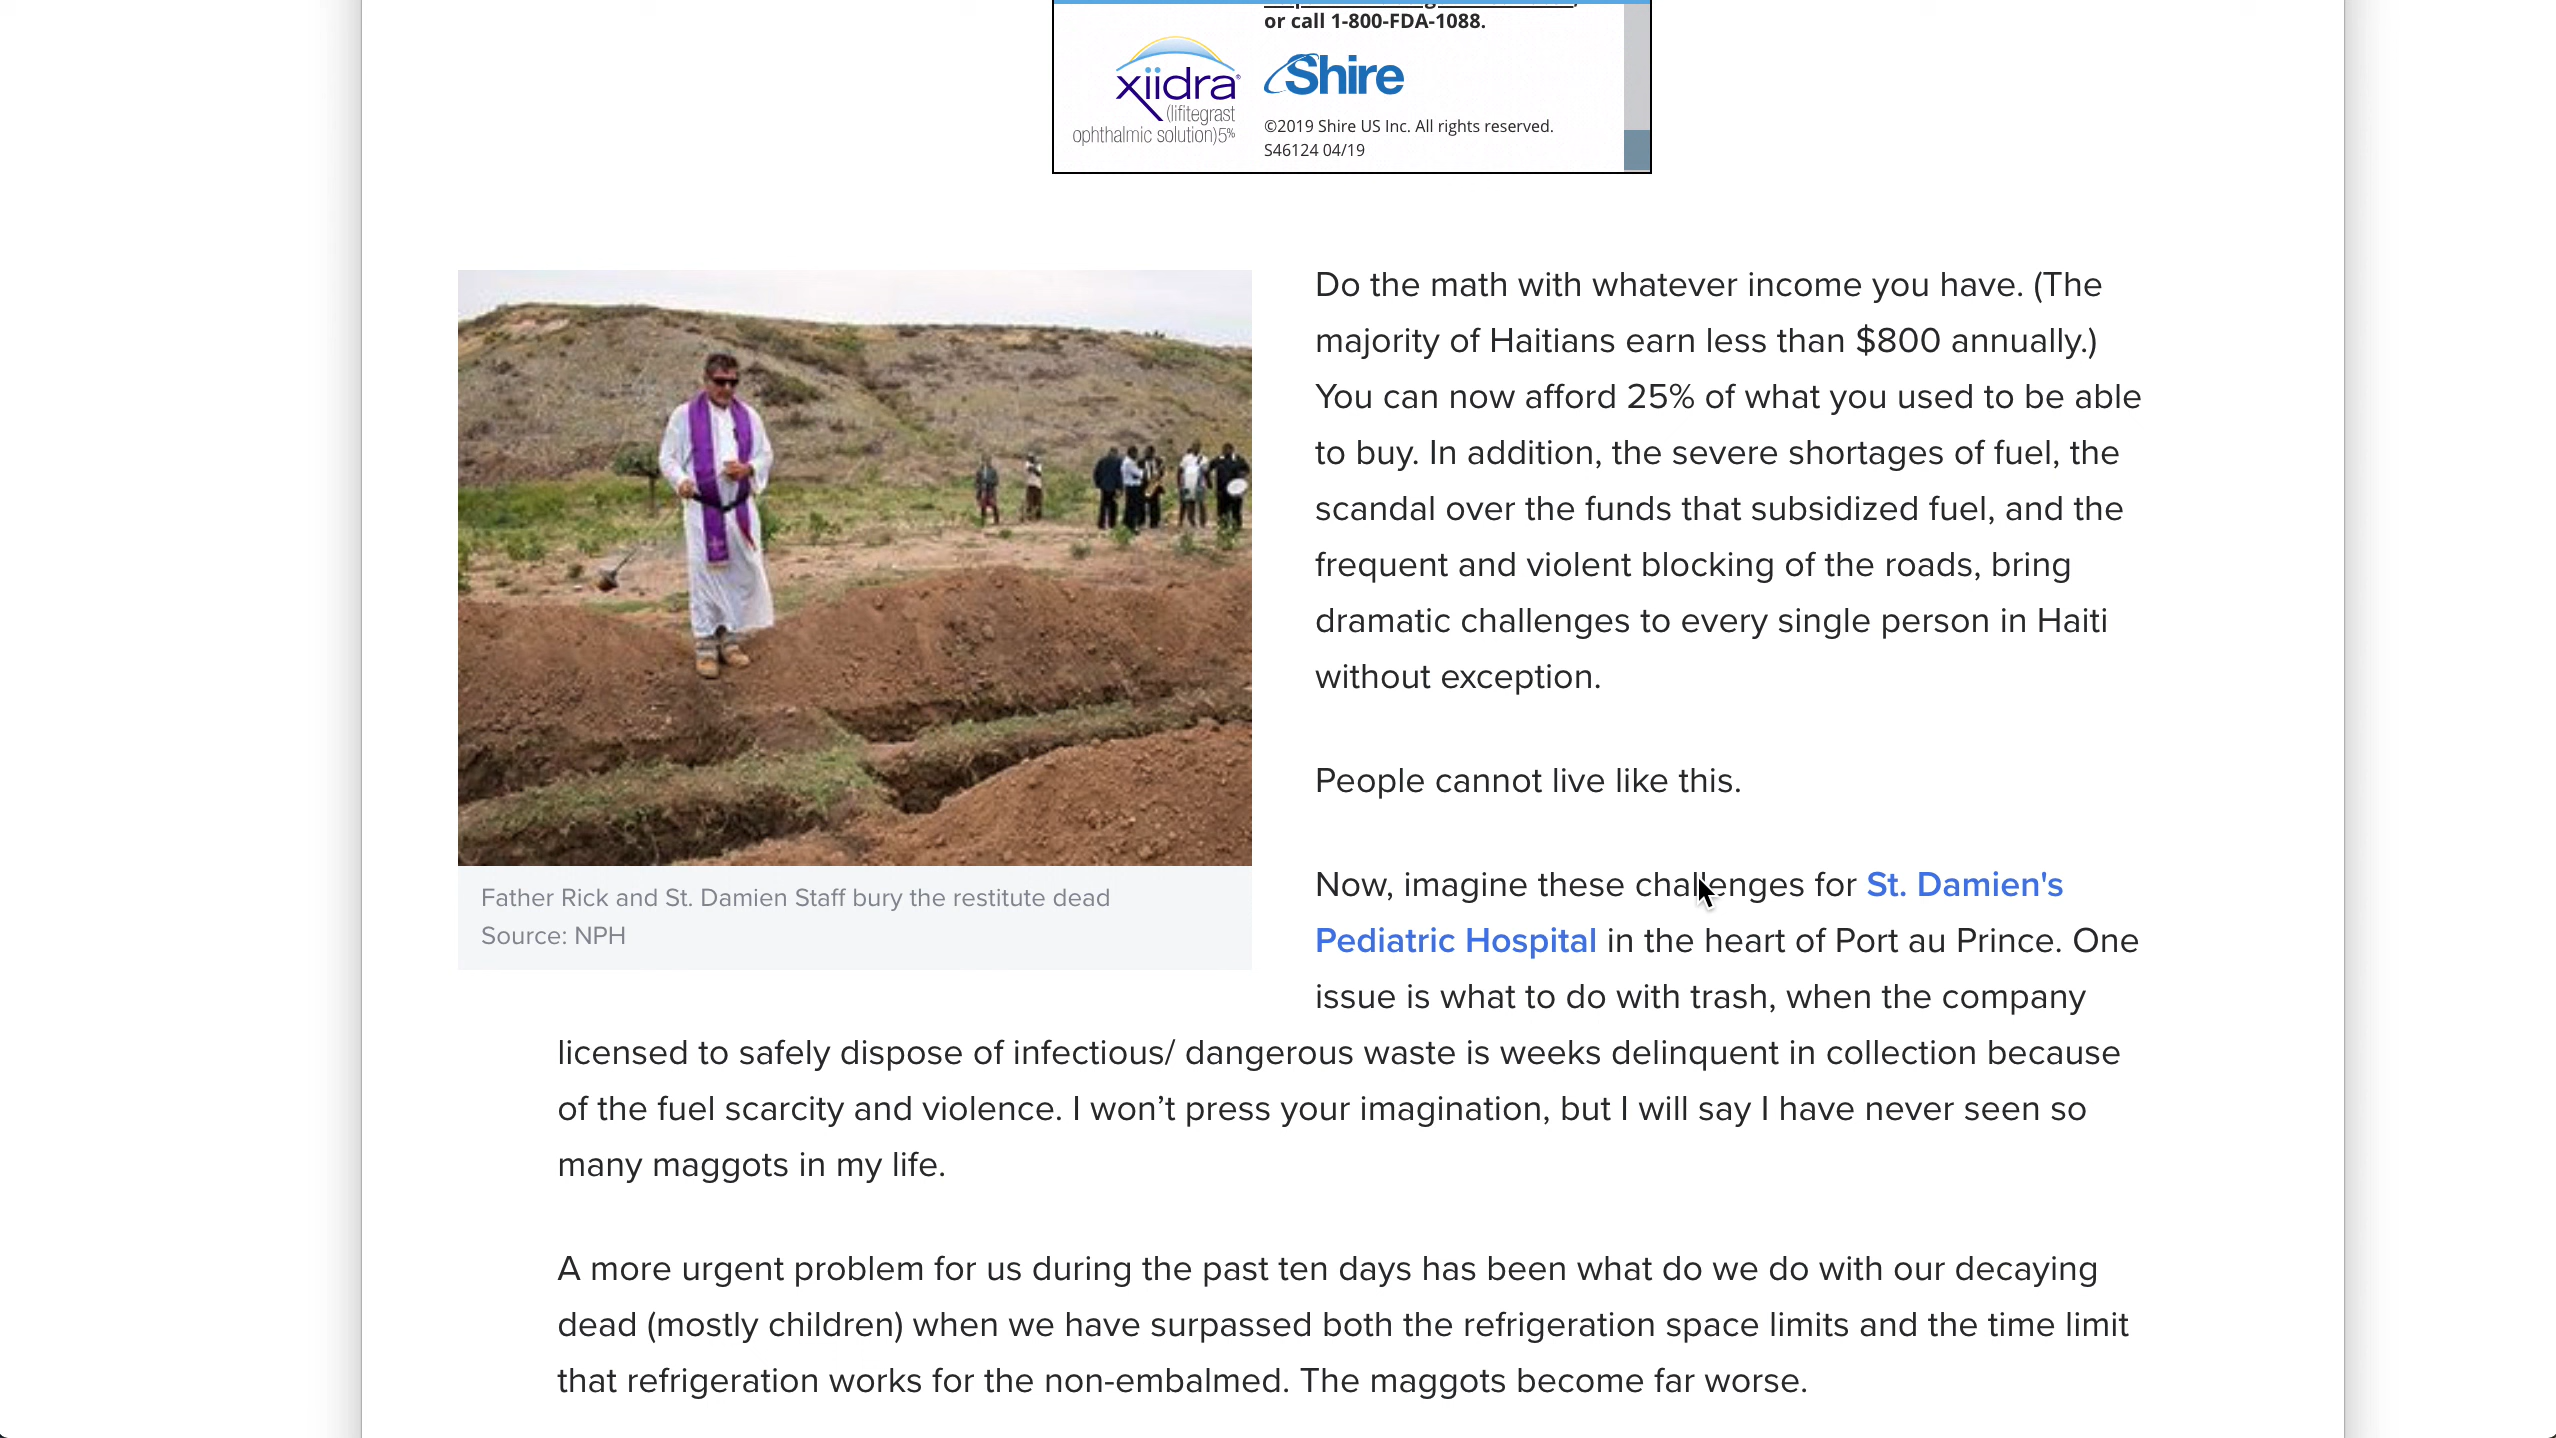 or call 1-800-FDA-1088.
xiidra®
(lifitegrast
ophthalmic solution)5%
Shire
©2019 Shire US Inc. All rights reserved.
S46124 04/19
Do the math with whatever income you have. (The
majority of Haitians earn less than $800 annually.)
You can now afford 25% of what you used to be able
to buy. In addition, the severe shortages of fuel, the
scandal over the funds that subsidized fuel, and the
frequent and violent blocking of the roads, bring
dramatic challenges to every single person in Haiti
without exception.
People cannot live like this.
Father Rick and St. Damien Staff bury the restitute dead
Source: NPH
Now, imagine these challenges for St. Damien's
Pediatric Hospital in the heart of Port au Prince. One
issue is what to do with trash, when the company
licensed to safely dispose of infectious/ dangerous waste is weeks delinquent in collection because
of the fuel scarcity and violence. I won’t press your imagination, but I will say I have never seen so
many maggots in my life.
A more urgent problem for us during the past ten days has been what do we do with our decaying
dead (mostly children) when we have surpassed both the refrigeration space limits and the time limit
that refrigeration works for the non-embalmed. The maggots become far worse.